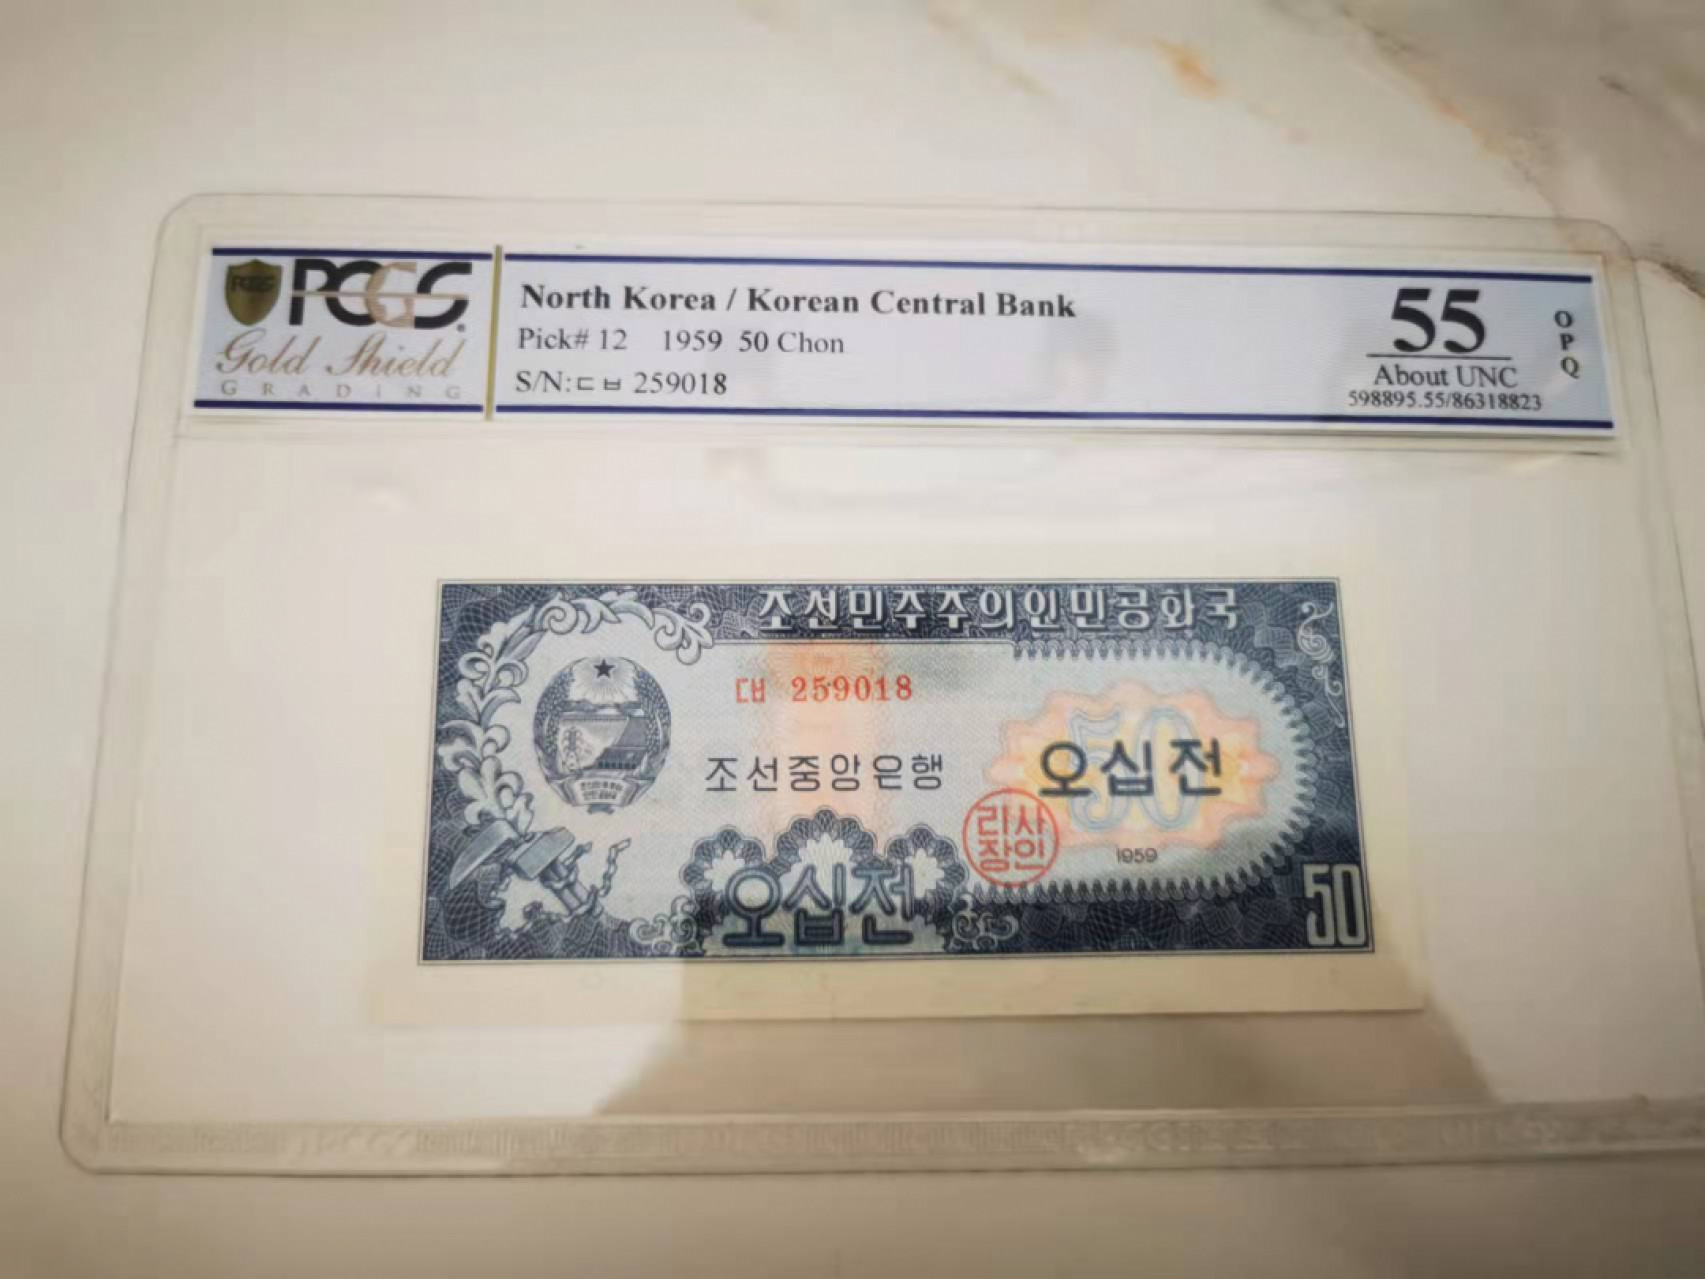 PCGS
Gold Shield
GRADING
North Korea / Korean Central Bank
Pick# 12 1959 50 Chon
S/N:ㄷㅂ 259018
55
About UNC
598895.55/86318823
OPQ
조선민주주의인민공화국
ㄷㅂ 259018
조선중앙은행
50
오십전
리사
장인
1959
오십전
50